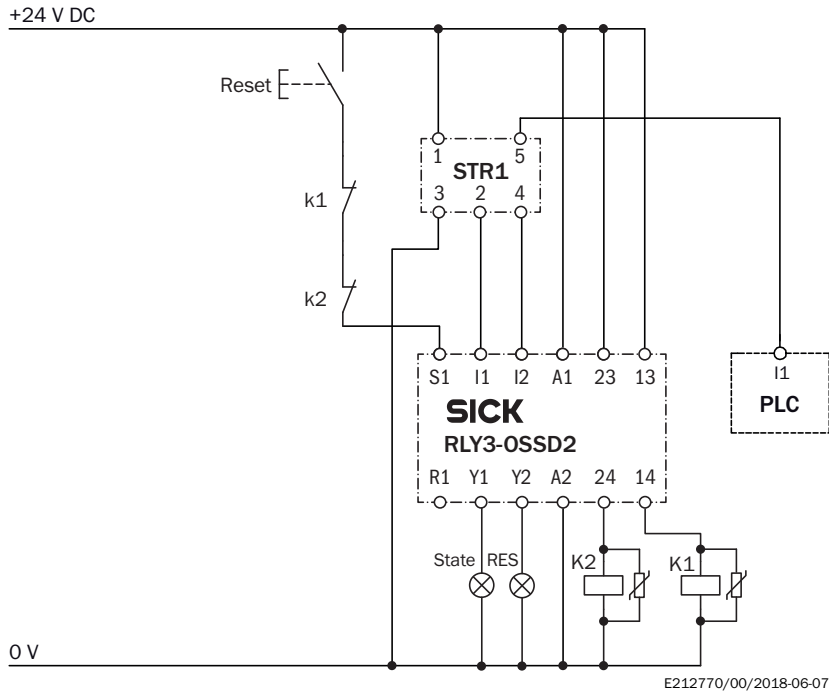 +24 V DC
Reset
1 5
STR1
3 2 4
k1
k2
S1 I1 I2 A1 23 13
I1
PLC
SICK
RLY3-OSSD2
R1 Y1 Y2 A2 24 14
State RES K2 K1
0 V
E212770/00/2018-06-07